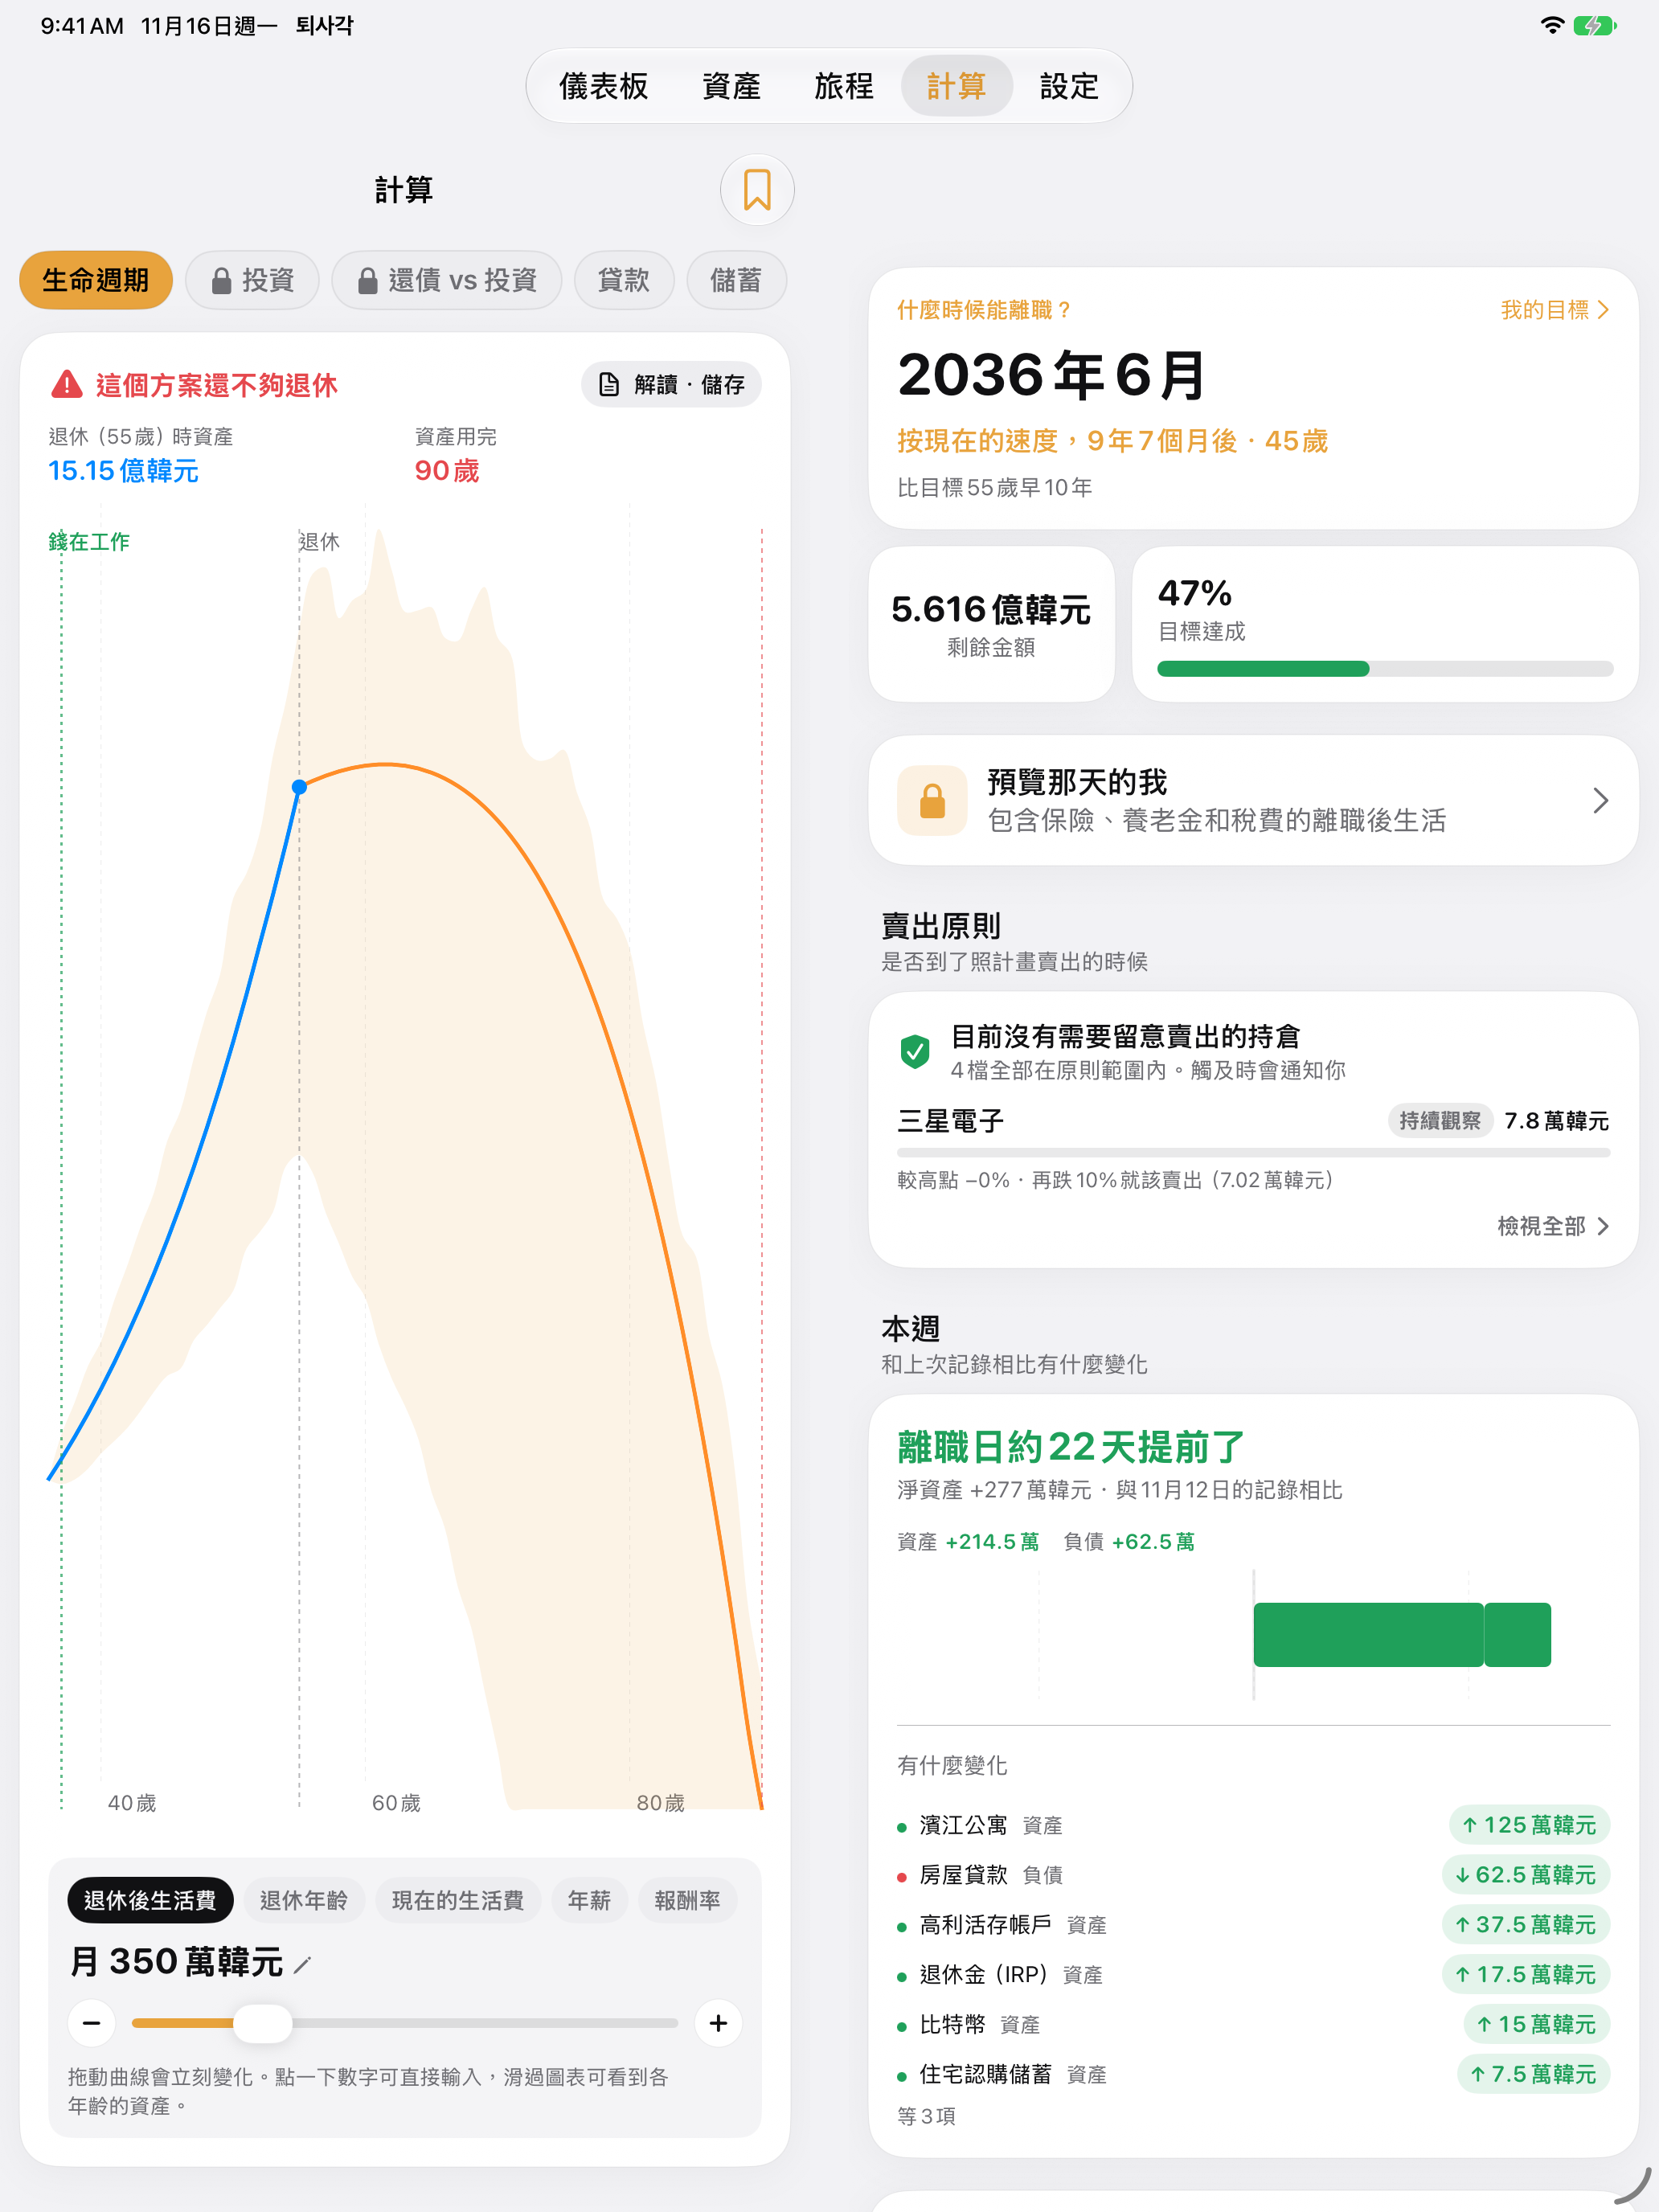 9:41 AM 11月16日週一 퇴사각
儀表板 資產 旅程 計算 設定
計算
生命週期 投資 還債 vs 投資 貸款 儲蓄
這個方案還不夠退休
解讀 · 儲存
退休（55歲）時資產
15.15億韓元
資產用完
90歲
錢在工作
退休
40歲 60歲 80歲
退休後生活費 退休年齡 現在的生活費 年薪 報酬率
月 350萬韓元
拖動曲線會立刻變化。點一下數字可直接輸入，滑過圖表可看到各
年齡的資產。
什麼時候能離職？
我的目標
2036年6月
按現在的速度，9年7個月後 · 45歲
比目標55歲早10年
5.616億韓元
剩餘金額
47%
目標達成
預覽那天的我
包含保險、養老金和稅費的離職後生活
賣出原則
是否到了照計畫賣出的時候
目前沒有需要留意賣出的持倉
4檔全部在原則範圍內。觸及時會通知你
三星電子
持續觀察 7.8萬韓元
較高點 −0% · 再跌10%就該賣出（7.02萬韓元）
檢視全部
本週
和上次記錄相比有什麼變化
離職日約22天提前了
淨資產 +277萬韓元 · 與11月12日的記錄相比
資產 +214.5萬 負債 +62.5萬
有什麼變化
濱江公寓 資產 ↑ 125萬韓元
房屋貸款 負債 ↓ 62.5萬韓元
高利活存帳戶 資產 ↑ 37.5萬韓元
退休金（IRP） 資產 ↑ 17.5萬韓元
比特幣 資產 ↑ 15萬韓元
住宅認購儲蓄 資產 ↑ 7.5萬韓元
等3項